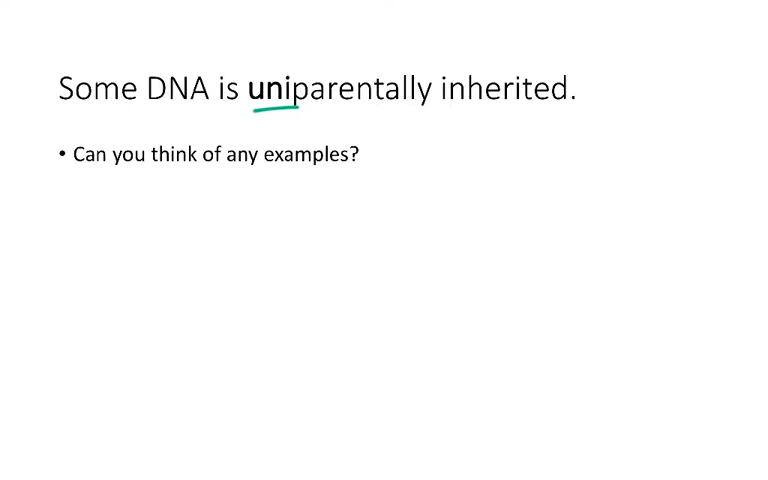 Some DNA is uniparentally inherited.
• Can you think of any examples?